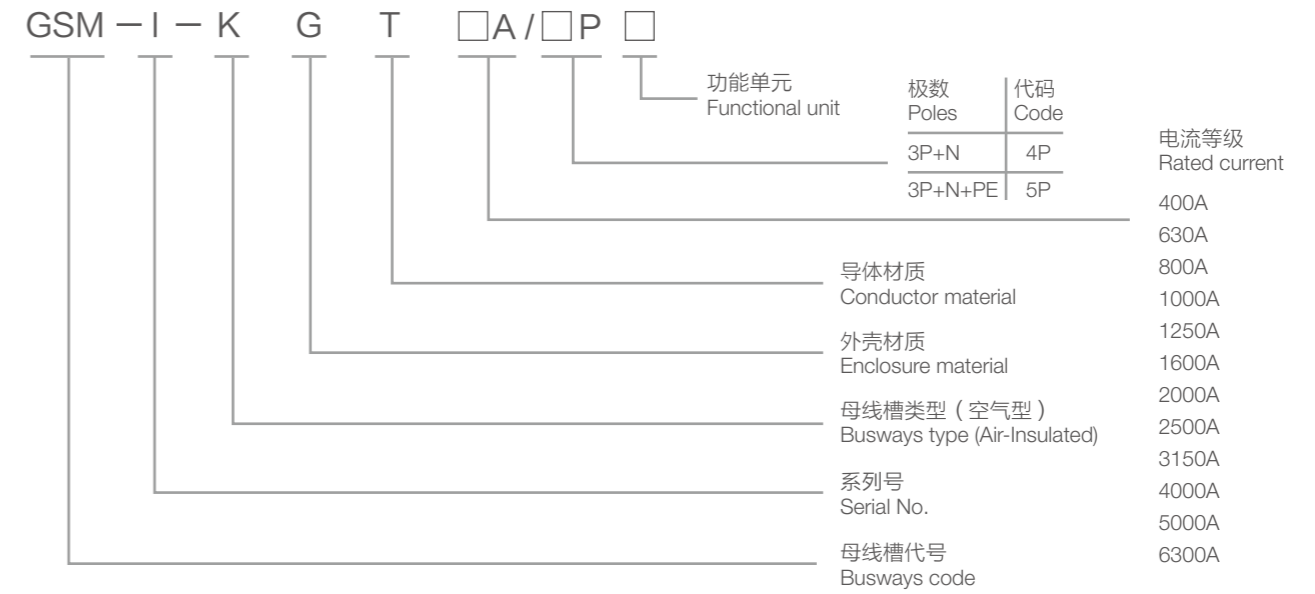 GSM – I – K G T □A/□P □
功能单元
Functional unit
极数 代码
Poles Code
3P+N 4P
3P+N+PE 5P
电流等级
Rated current
400A
630A
800A
1000A
1250A
1600A
2000A
2500A
3150A
4000A
5000A
6300A
导体材质
Conductor material
外壳材质
Enclosure material
母线槽类型（空气型）
Busways type (Air-Insulated)
系列号
Serial No.
母线槽代号
Busways code